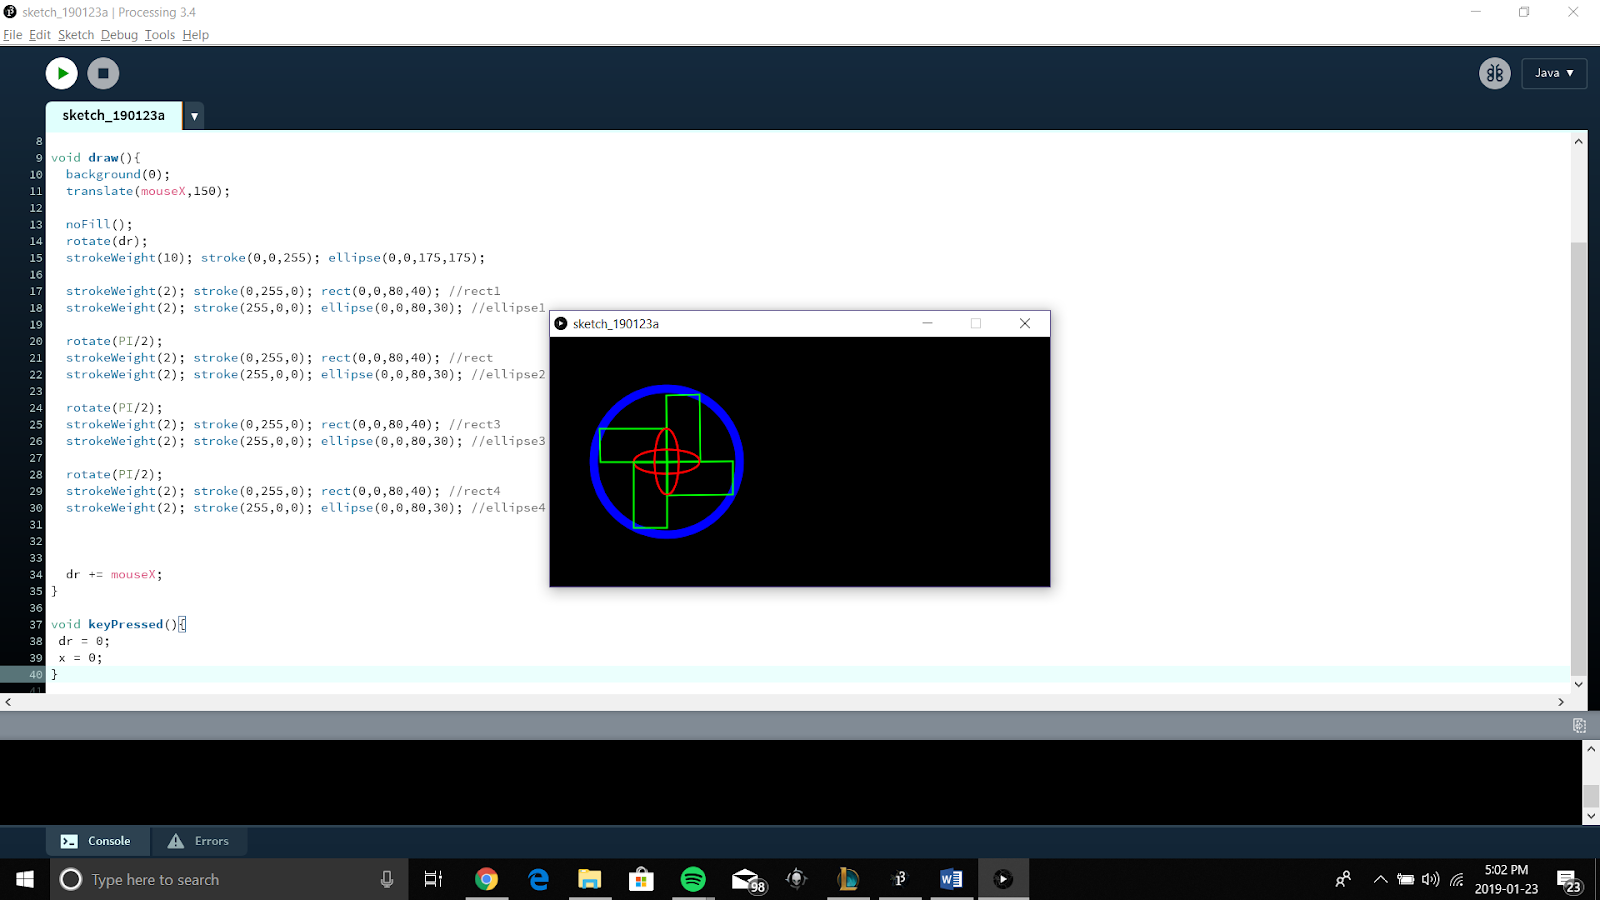 sketch_190123a | Processing 3.4
File Edit Sketch Debug Tools Help
Java ▼
sketch_190123a ▼
8
9 void draw(){
10 background(0);
11 translate(mouseX,150);
12
13 noFill();
14 rotate(dr);
15 strokeWeight(10); stroke(0,0,255); ellipse(0,0,175,175);
16
17 strokeWeight(2); stroke(0,255,0); rect(0,0,80,40); //rect1
18 strokeWeight(2); stroke(255,0,0); ellipse(0,0,80,30); //ellipse1
19
20 rotate(PI/2);
21 strokeWeight(2); stroke(0,255,0); rect(0,0,80,40); //rect
22 strokeWeight(2); stroke(255,0,0); ellipse(0,0,80,30); //ellipse2
23
24 rotate(PI/2);
25 strokeWeight(2); stroke(0,255,0); rect(0,0,80,40); //rect3
26 strokeWeight(2); stroke(255,0,0); ellipse(0,0,80,30); //ellipse3
27
28 rotate(PI/2);
29 strokeWeight(2); stroke(0,255,0); rect(0,0,80,40); //rect4
30 strokeWeight(2); stroke(255,0,0); ellipse(0,0,80,30); //ellipse4
31
32
33
34 dr += mouseX;
35 }
36
37 void keyPressed(){
38 dr = 0;
39 x = 0;
40 }
41
sketch_190123a
Console
Errors
Type here to search
98
5:02 PM
2019-01-23
23